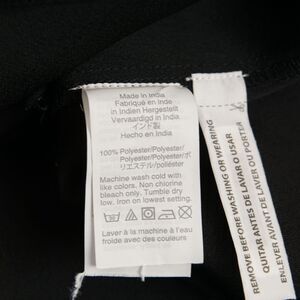 Made in India
Fabriqué en Inde
in Indien Hergestellt
Vervaardigd in India
インド製
Hecho en India
100% Polyester/Polyester/
Polyester/Polyester/ポ
リエステル/poliéster
Machine wash cold with
like colors. Non chlorine
bleach only. Tumble dry
low. Iron on lowest setting.
Laver à la machine à l'eau
froide avec des couleurs
REMOVE BEFORE WASHING OR WEARING
QUITAR ANTES DE LAVAR O USAR
ENLEVER AVANT DE LAVER OU PORTER